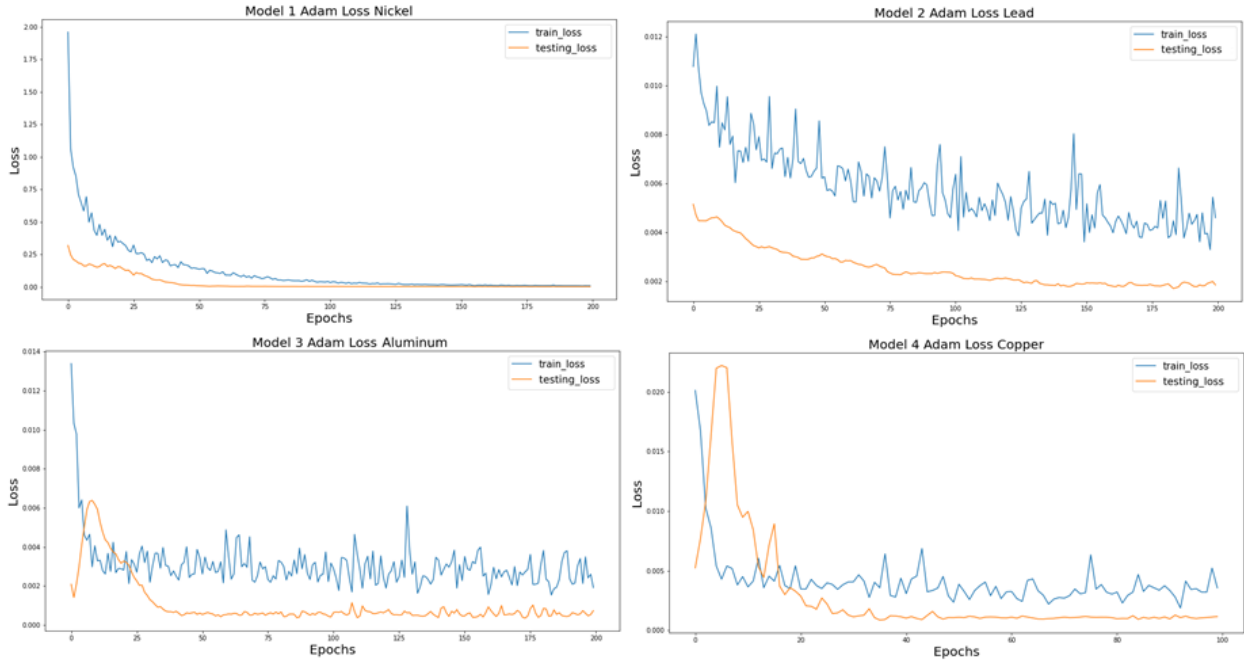 Model 1 Adam Loss Nickel
2.00
1.75
1.50
1.25
1.00
0.75
0.50
0.25
0.00
Loss
train_loss
testing_loss
0 25 50 75 100 125 150 175 200
Epochs
Model 2 Adam Loss Lead
0.012
0.010
0.008
0.006
0.004
0.002
Loss
train_loss
testing_loss
0 25 50 75 100 125 150 175 200
Epochs
Model 3 Adam Loss Aluminum
0.014
0.012
0.010
0.008
0.006
0.004
0.002
0.000
Loss
train_loss
testing_loss
0 25 50 75 100 125 150 175 200
Epochs
Model 4 Adam Loss Copper
0.020
0.015
0.010
0.005
0.000
Loss
train_loss
testing_loss
0 20 40 60 80 100
Epochs